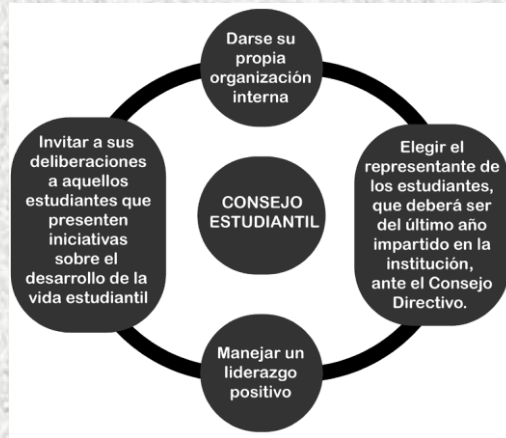 Darse su
propia
organización
interna
Invitar a sus
deliberaciones
a aquellos
estudiantes que
presenten
iniciativas
sobre el
desarrollo de la
vida estudiantil
CONSEJO
ESTUDIANTIL
Elegir el
representante de
los estudiantes,
que deberá ser
del último año
impartido en la
institución,
ante el Consejo
Directivo.
Manejar un
liderazgo
positivo